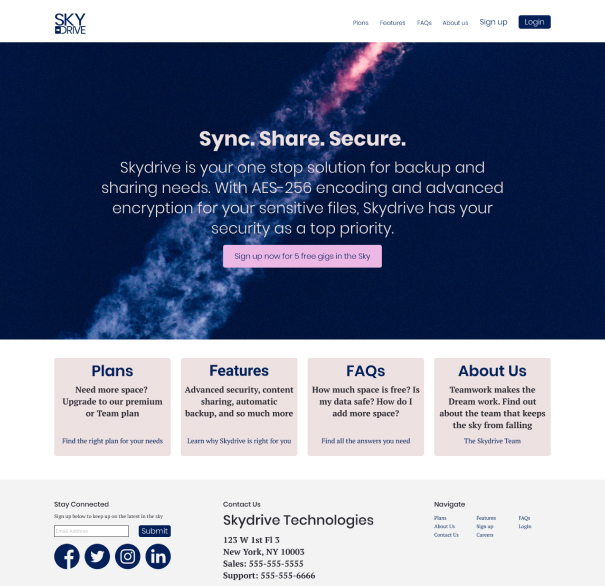 SKY
DRIVE
Plans Features FAQs About us Sign up Login
Sync. Share. Secure.
Skydrive is your one stop solution for backup and
sharing needs. With AES-256 encoding and advanced
encryption for your sensitive files, Skydrive has your
security as a top priority.
Sign up now for 5 free gigs in the Sky
Plans
Need more space?
Upgrade to our premium
or Team plan
Find the right plan for your needs
Features
Advanced security, content
sharing, automatic
backup, and so much more
Learn why Skydrive is right for you
FAQs
How much space is free? Is
my data safe? How do I
add more space?
Find all the answers you need
About Us
Teamwork makes the
Dream work. Find out
about the team that keeps
the sky from falling
The Skydrive Team
Stay Connected
Sign up below to keep up on the latest in the sky
Email Address
Submit
Contact Us
Skydrive Technologies
123 W 1st Fl 3
New York, NY 10003
Sales: 555-555-5555
Support: 555-555-6666
Navigate
Plans Features FAQs
About Us Sign up Login
Contact Us Careers